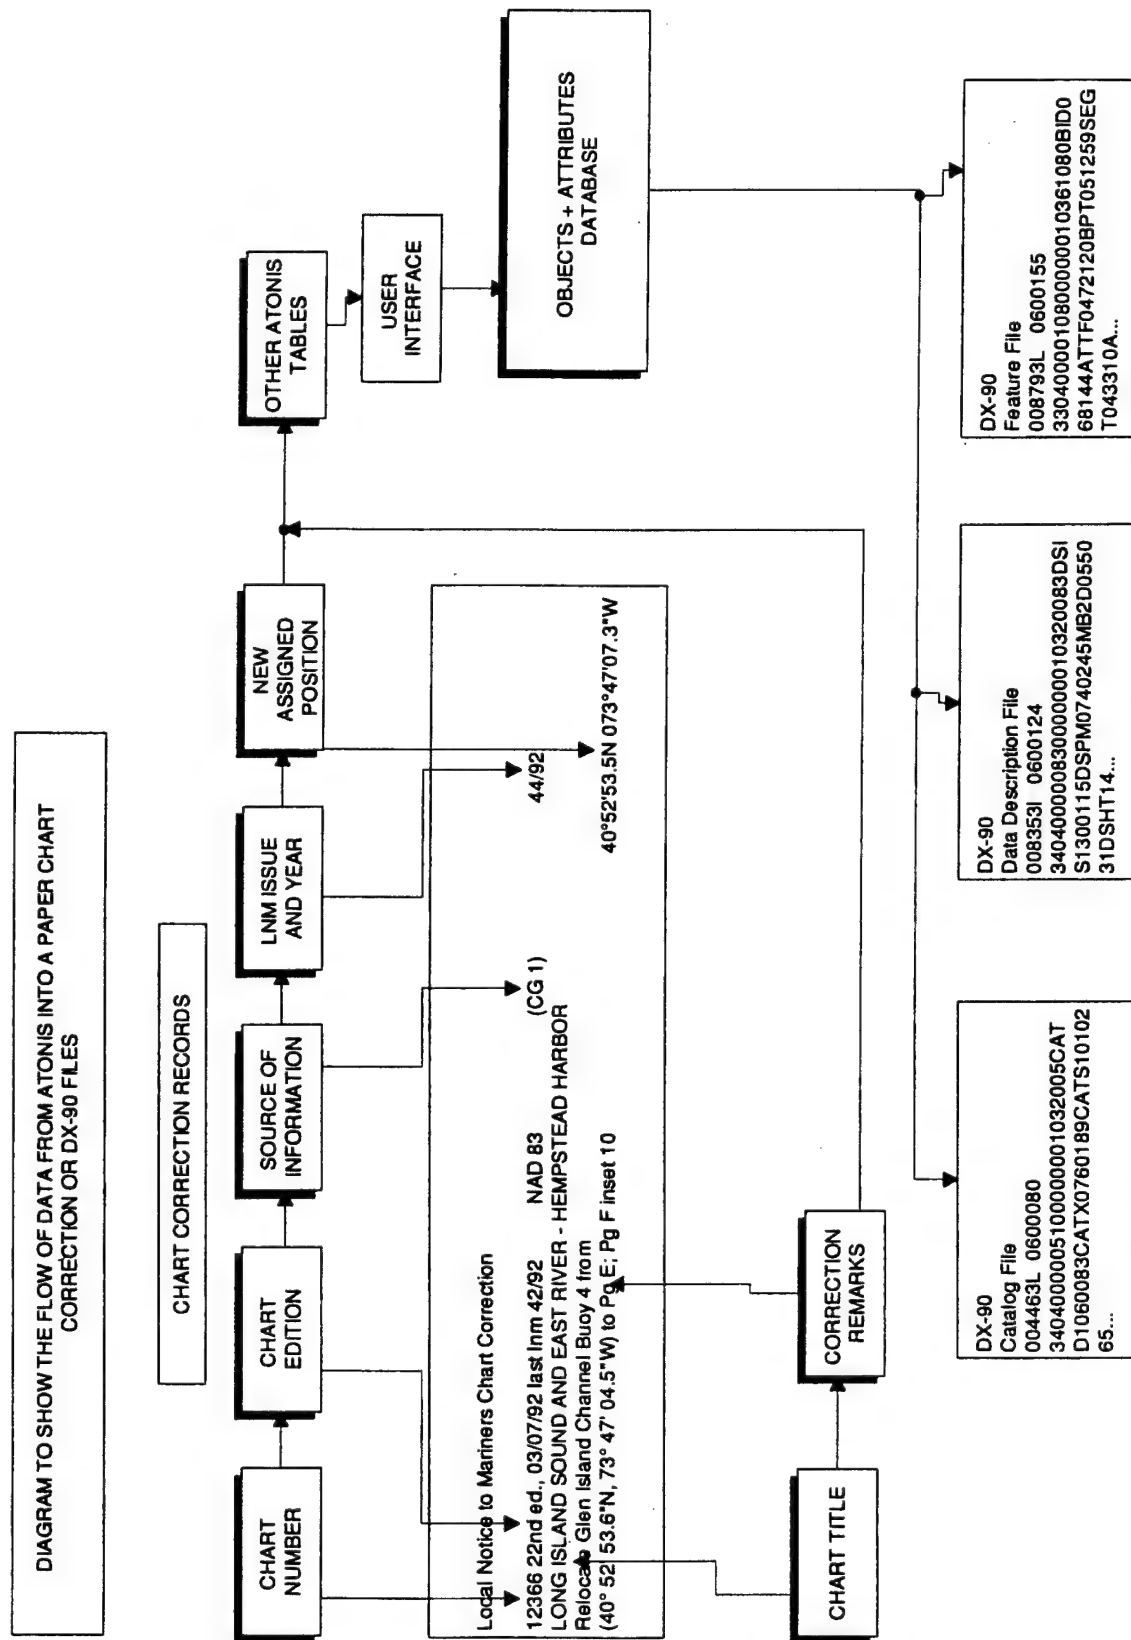 DIAGRAM TO SHOW THE FLOW OF DATA FROM ATONIS INTO A PAPER CHART
CORRECTION OR DX-90 FILES
CHART CORRECTION RECORDS
CHART
NUMBER
CHART
EDITION
SOURCE OF
INFORMATION
LNM ISSUE
AND YEAR
NEW
ASSIGNED
POSITION
OTHER ATONIS
TABLES
USER
INTERFACE
OBJECTS + ATTRIBUTES
DATABASE
Local Notice to Mariners Chart Correction
12366 22nd ed., 03/07/92 last lnm 42/92 NAD 83 (CG 1) 44/92
LONG ISLAND SOUND AND EAST RIVER - HEMPSTEAD HARBOR
Relocate Glen Island Channel Buoy 4 from
(40° 52' 53.6"N, 73° 47' 04.5"W) to Pg E; Pg F inset 10 40°52'53.5N 073°47'07.3"W
CHART TITLE
CORRECTION
REMARKS
DX-90
Catalog File
004463L 0600080
34040000051000000001032005CAT
D1060083CATX0760189CATS10102
65...
DX-90
Data Description File
008353I 0600124
34040000083000000010320083DSI
S1300115DSPM0740245MB2D0550
31DSHT14...
DX-90
Feature File
008793L 0600155
33040000108000000010361080BID0
68144ATTF0472120BPT051259SEG
T043310A...